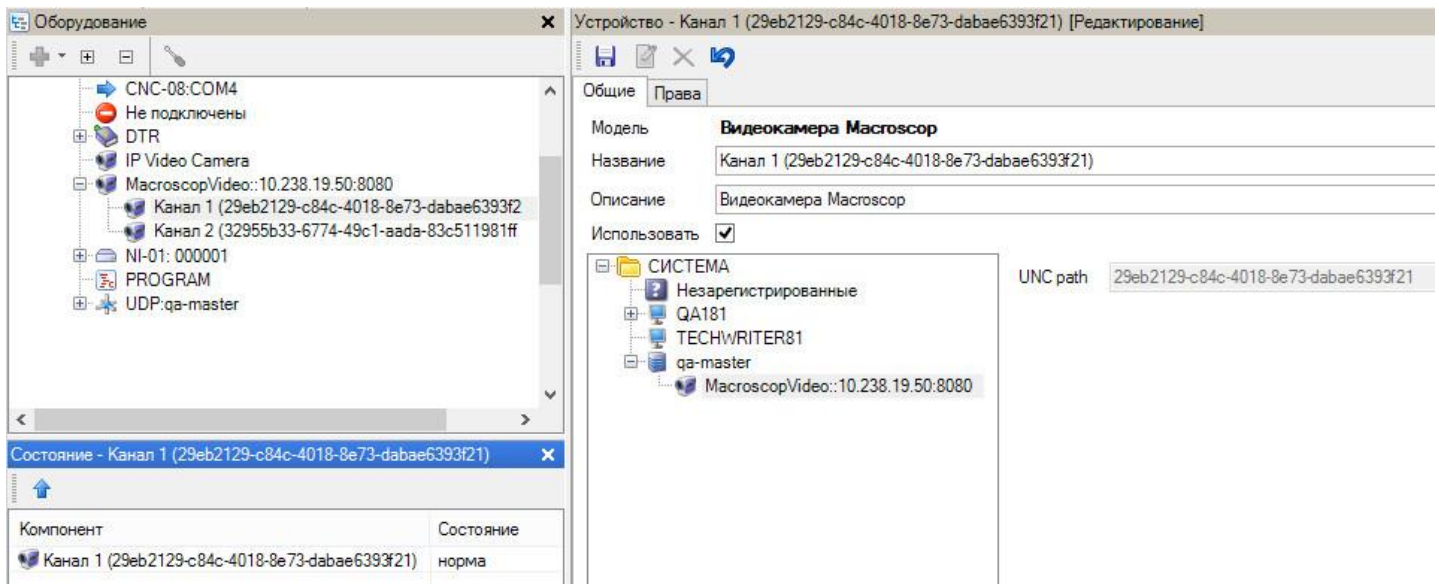 Оборудование
CNC-08:COM4
Не подключены
DTR
IP Video Camera
MacroscopVideo::10.238.19.50:8080
Канал 1 (29eb2129-c84c-4018-8e73-dabae6393f2
Канал 2 (32955b33-6774-49c1-aada-83c511981ff
NI-01: 000001
PROGRAM
UDP:qa-master
Состояние - Канал 1 (29eb2129-c84c-4018-8e73-dabae6393f21)
Компонент Состояние
Канал 1 (29eb2129-c84c-4018-8e73-dabae6393f21) норма
Устройство - Канал 1 (29eb2129-c84c-4018-8e73-dabae6393f21) [Редактирование]
Общие Права
Модель Видеокамера Macroscop
Название Канал 1 (29eb2129-c84c-4018-8e73-dabae6393f21)
Описание Видеокамера Macroscop
Использовать
СИСТЕМА
Незарегистрированные
QA181
TECHWRITER81
qa-master
MacroscopVideo::10.238.19.50:8080
UNC path 29eb2129-c84c-4018-8e73-dabae6393f21